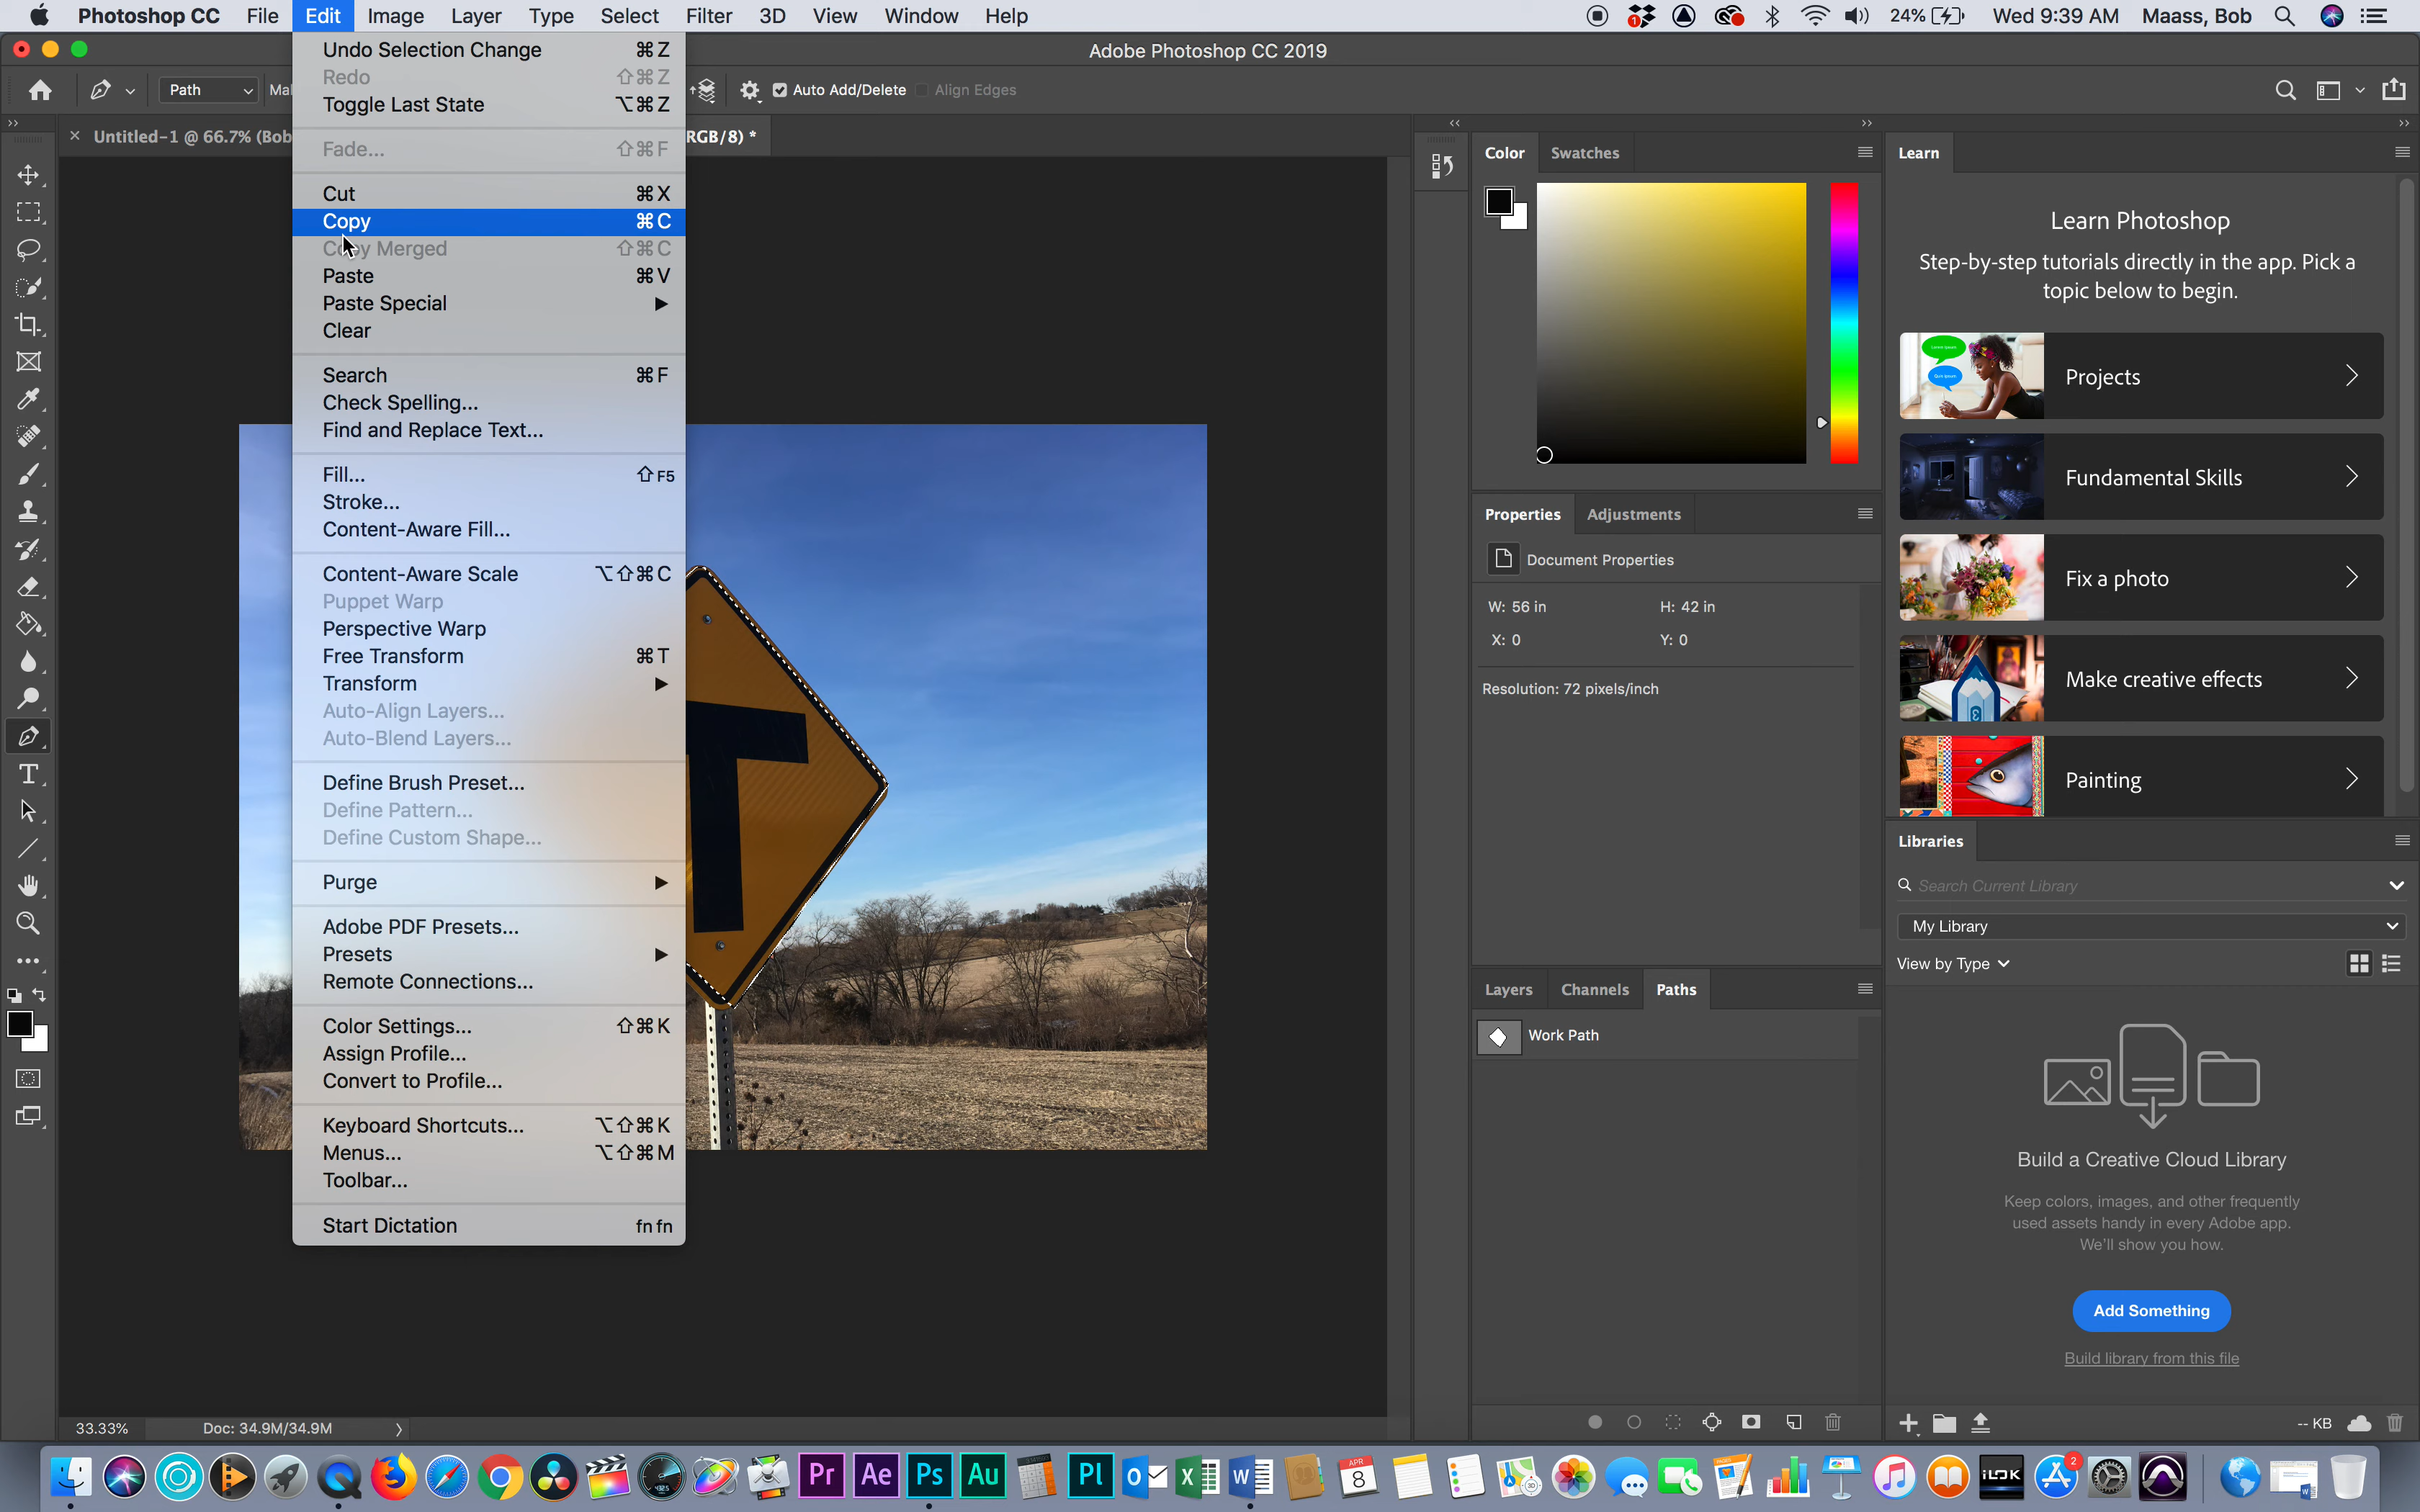 Photoshop CC File Edit Image Layer Type Select Filter 3D View Window Help 24% Wed 9:39 AM Maass, Bob
Adobe Photoshop CC 2019
Path Auto Add/Delete Align Edges
Untitled-1 @ 66.7% (Bob RGB/8) *
Undo Selection Change ⌘Z
Redo ⇧⌘Z
Toggle Last State ⌥⌘Z
Fade... ⇧⌘F
Cut ⌘X
Copy ⌘C
Copy Merged ⇧⌘C
Paste ⌘V
Paste Special
Clear
Search ⌘F
Check Spelling...
Find and Replace Text...
Fill... ⇧F5
Stroke...
Content-Aware Fill...
Content-Aware Scale ⌥⇧⌘C
Puppet Warp
Perspective Warp
Free Transform ⌘T
Transform
Auto-Align Layers...
Auto-Blend Layers...
Define Brush Preset...
Define Pattern...
Define Custom Shape...
Purge
Adobe PDF Presets...
Presets
Remote Connections...
Color Settings... ⇧⌘K
Assign Profile...
Convert to Profile...
Keyboard Shortcuts... ⌥⇧⌘K
Menus... ⌥⇧⌘M
Toolbar...
Start Dictation fn fn
33.33% Doc: 34.9M/34.9M
Color Swatches
Properties Adjustments
Document Properties
W: 56 in H: 42 in
X: 0 Y: 0
Resolution: 72 pixels/inch
Layers Channels Paths
Work Path
Learn
Learn Photoshop
Step-by-step tutorials directly in the app. Pick a
topic below to begin.
Projects
Fundamental Skills
Fix a photo
Make creative effects
Painting
Libraries
Search Current Library
My Library
View by Type
Build a Creative Cloud Library
Keep colors, images, and other frequently
used assets handy in every Adobe app.
We'll show you how.
Add Something
Build library from this file
-- KB
Pr Ae Ps Au Pl O X W APR 8 iLOK 2